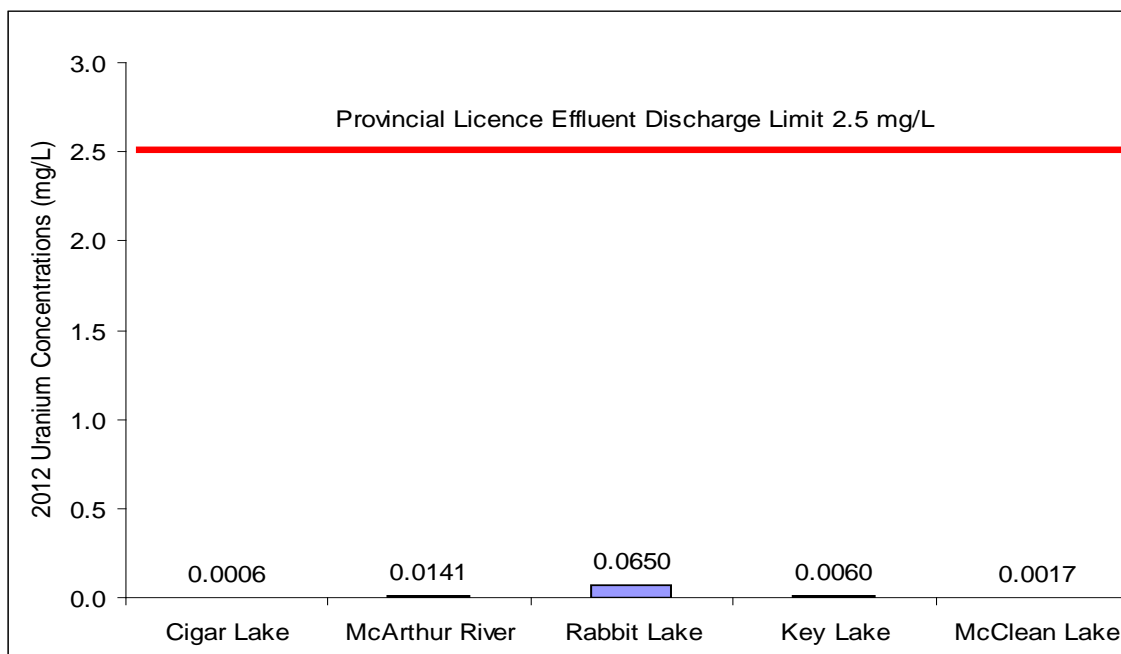 3.0
Provincial Licence Effluent Discharge Limit 2.5 mg/L
2.5
2.0
1.5
1.0
0.5
0.0
2012 Uranium Concentrations (mg/L)
0.0006
0.0141
0.0650
0.0060
0.0017
Cigar Lake
McArthur River
Rabbit Lake
Key Lake
McClean Lake